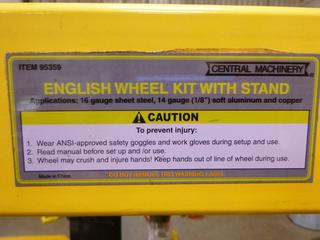 ITEM 95359
CENTRAL MACHINERY®
ENGLISH WHEEL KIT WITH STAND
Applications: 16 gauge sheet steel, 14 gauge (1/8") soft aluminum and copper
CAUTION
To prevent injury:
1. Wear ANSI-approved safety goggles and work gloves during setup and use.
2. Read manual before set up and /or use.
3. Wheel may crush and injure hands! Keep hands out of line of wheel during use.
Made in China
*DO NOT REMOVE THIS WARNING LABEL